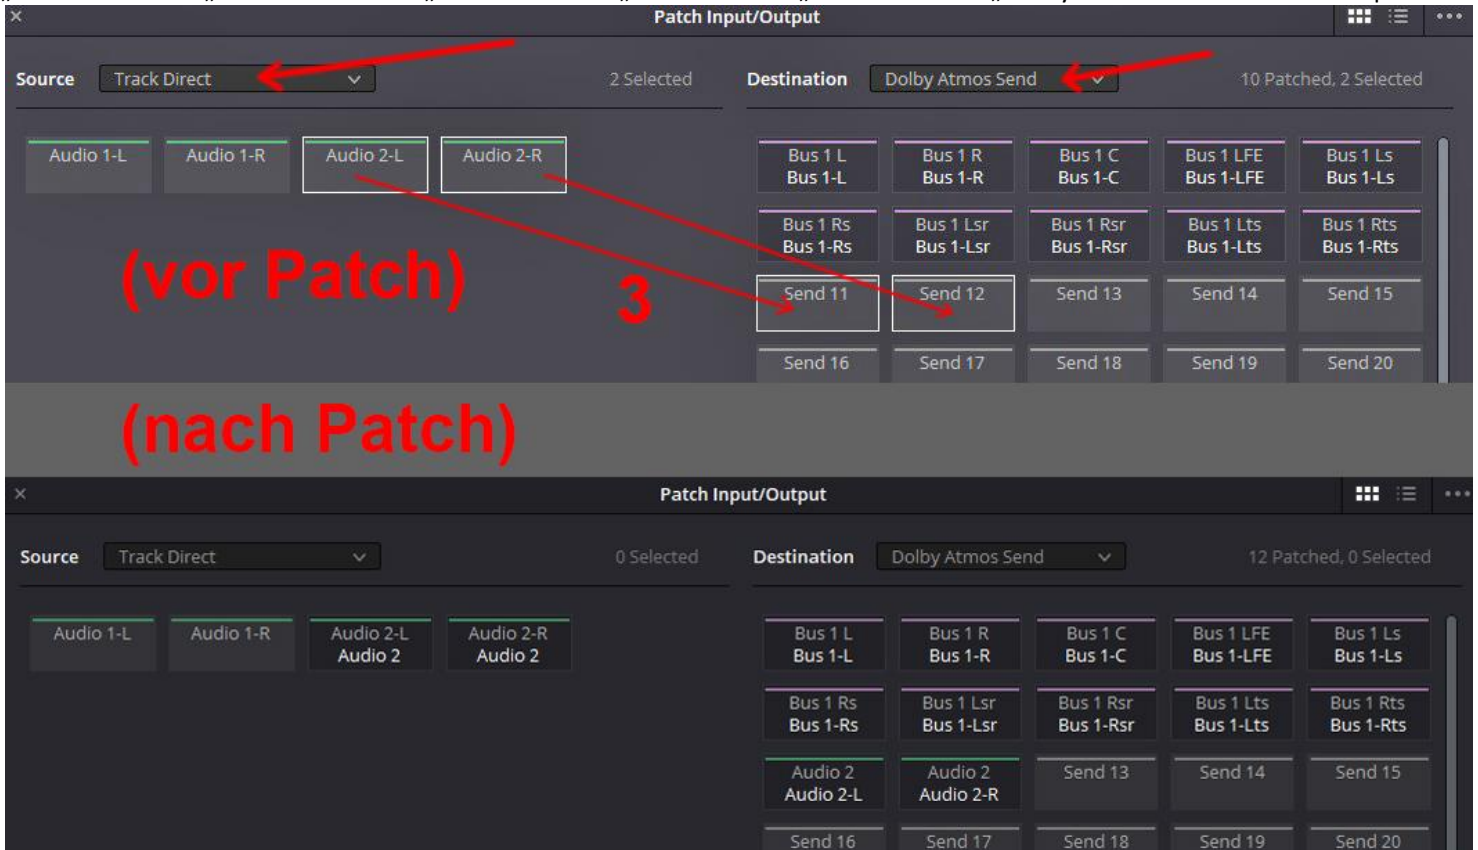 Patch Input/Output
Source Track Direct 2 Selected Destination Dolby Atmos Send 10 Patched, 2 Selected
Audio 1-L Audio 1-R Audio 2-L Audio 2-R
Bus 1 L Bus 1 R Bus 1 C Bus 1 LFE Bus 1 Ls
Bus 1-L Bus 1-R Bus 1-C Bus 1-LFE Bus 1-Ls
Bus 1 Rs Bus 1 Lsr Bus 1 Rsr Bus 1 Lts Bus 1 Rts
Bus 1-Rs Bus 1-Lsr Bus 1-Rsr Bus 1-Lts Bus 1-Rts
(vor Patch) 3
Send 11 Send 12 Send 13 Send 14 Send 15
Send 16 Send 17 Send 18 Send 19 Send 20
(nach Patch)
Patch Input/Output
Source Track Direct 0 Selected Destination Dolby Atmos Send 12 Patched, 0 Selected
Audio 1-L Audio 1-R Audio 2-L Audio 2-R
Audio 2 Audio 2
Bus 1 L Bus 1 R Bus 1 C Bus 1 LFE Bus 1 Ls
Bus 1-L Bus 1-R Bus 1-C Bus 1-LFE Bus 1-Ls
Bus 1 Rs Bus 1 Lsr Bus 1 Rsr Bus 1 Lts Bus 1 Rts
Bus 1-Rs Bus 1-Lsr Bus 1-Rsr Bus 1-Lts Bus 1-Rts
Audio 2 Audio 2 Send 13 Send 14 Send 15
Audio 2-L Audio 2-R
Send 16 Send 17 Send 18 Send 19 Send 20